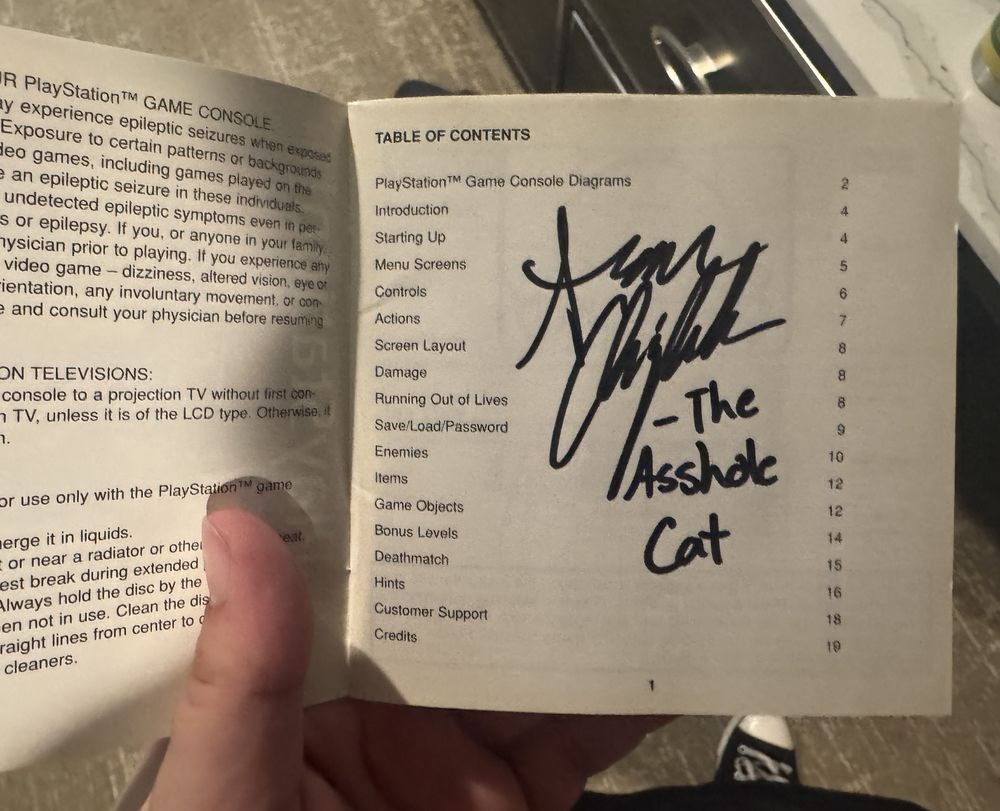 UR PlayStation™ GAME CONSOLE.
ay experience epileptic seizures when exposed
Exposure to certain patterns or backgrounds
deo games, including games played on the
e an epileptic seizure in these individuals.
undetected epileptic symptoms even in per-
s or epilepsy. If you, or anyone in your family,
hysician prior to playing. If you experience any
video game – dizziness, altered vision, eye or
rientation, any involuntary movement, or con-
e and consult your physician before resuming
ON TELEVISIONS:
console to a projection TV without first con-
n TV, unless it is of the LCD type. Otherwise, it
n.
or use only with the PlayStation™ game
merge it in liquids.
t or near a radiator or other eat.
est break during extended
Always hold the disc by the
en not in use. Clean the dis
raight lines from center to
cleaners.
TABLE OF CONTENTS
PlayStation™ Game Console Diagrams 2
Introduction 4
Starting Up 4
Menu Screens 5
Controls 6
Actions 7
Screen Layout 8
Damage 8
Running Out of Lives 8
Save/Load/Password 9
Enemies 10
Items 12
Game Objects 12
Bonus Levels 14
Deathmatch 15
Hints 16
Customer Support 18
Credits 19
- The
Asshole
Cat
1